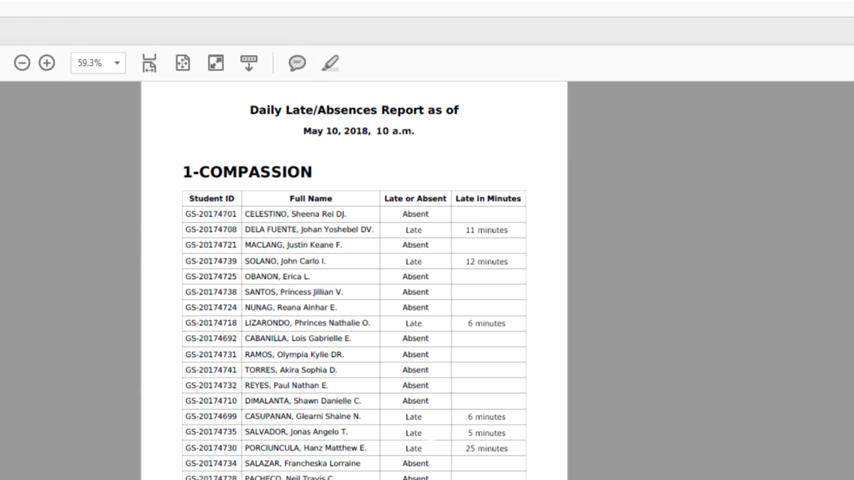 59.3%
Daily Late/Absences Report as of
May 10, 2018, 10 a.m.
1-COMPASSION
Student ID Full Name Late or Absent Late in Minutes
GS-20174701 CELESTINO, Sheena Rei DJ. Absent
GS-20174708 DELA FUENTE, Johan Yoshebel DV. Late 11 minutes
GS-20174721 MACLANG, Justin Keane F. Absent
GS-20174739 SOLANO, John Carlo I. Late 12 minutes
GS-20174725 OBANON, Erica L. Absent
GS-20174738 SANTOS, Princess Jillian V. Absent
GS-20174724 NUNAG, Reana Ainhar E. Absent
GS-20174718 LIZARONDO, Phrinces Nathalie O. Late 6 minutes
GS-20174692 CABANILLA, Lois Gabrielle E. Absent
GS-20174731 RAMOS, Olympia Kylie DR. Absent
GS-20174741 TORRES, Akira Sophia D. Absent
GS-20174732 REYES, Paul Nathan E. Absent
GS-20174710 DIMALANTA, Shawn Danielle C. Absent
GS-20174699 CASUPANAN, Glearni Shaine N. Late 6 minutes
GS-20174735 SALVADOR, Jonas Angelo T. Late 5 minutes
GS-20174730 PORCIUNCULA, Hanz Matthew E. Late 25 minutes
GS-20174734 SALAZAR, Francheska Lorraine Absent
GS-20174728 PACHECO, Neil Travis C. Absent